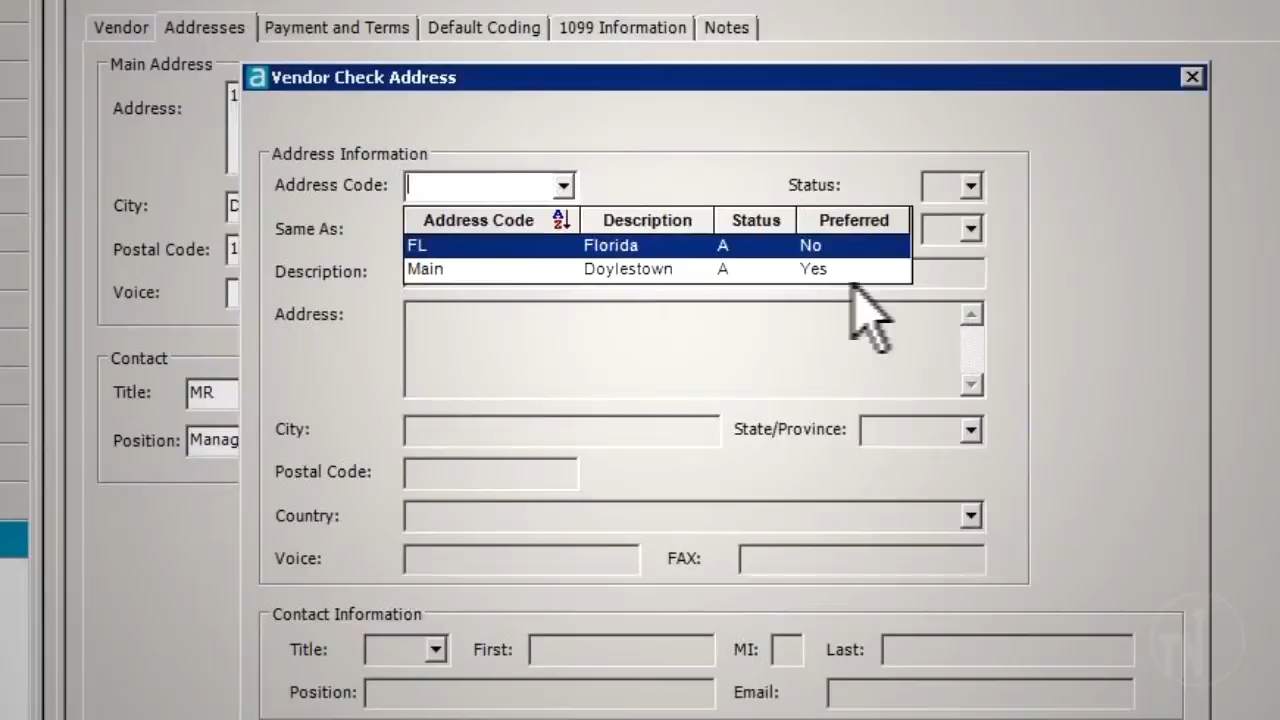 Vendor Addresses Payment and Terms Default Coding 1099 Information Notes
Main Address
Address: 1
City: D
Postal Code: 1
Voice:
Contact
Title: MR
Position: Manag
a Vendor Check Address
Address Information
Address Code: Status:
Same As:
Address Code Description Status Preferred
FL Florida A No
Main Doylestown A Yes
Description:
Address:
City: State/Province:
Postal Code:
Country:
Voice: FAX:
Contact Information
Title: First: MI: Last:
Position: Email: